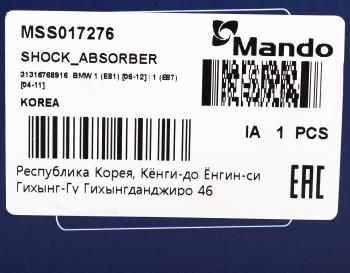 MSS017276
Mando
SHOCK_ABSORBER
31316768916 BMW 1 (E81) [06-12] | 1 (E87)
[04-11]
KOREA
IA 1 PCS
Республика Корея, Кёнги-до Ёнгин-си
Гихынг-Гу Гихынгданджиро 46
EAC